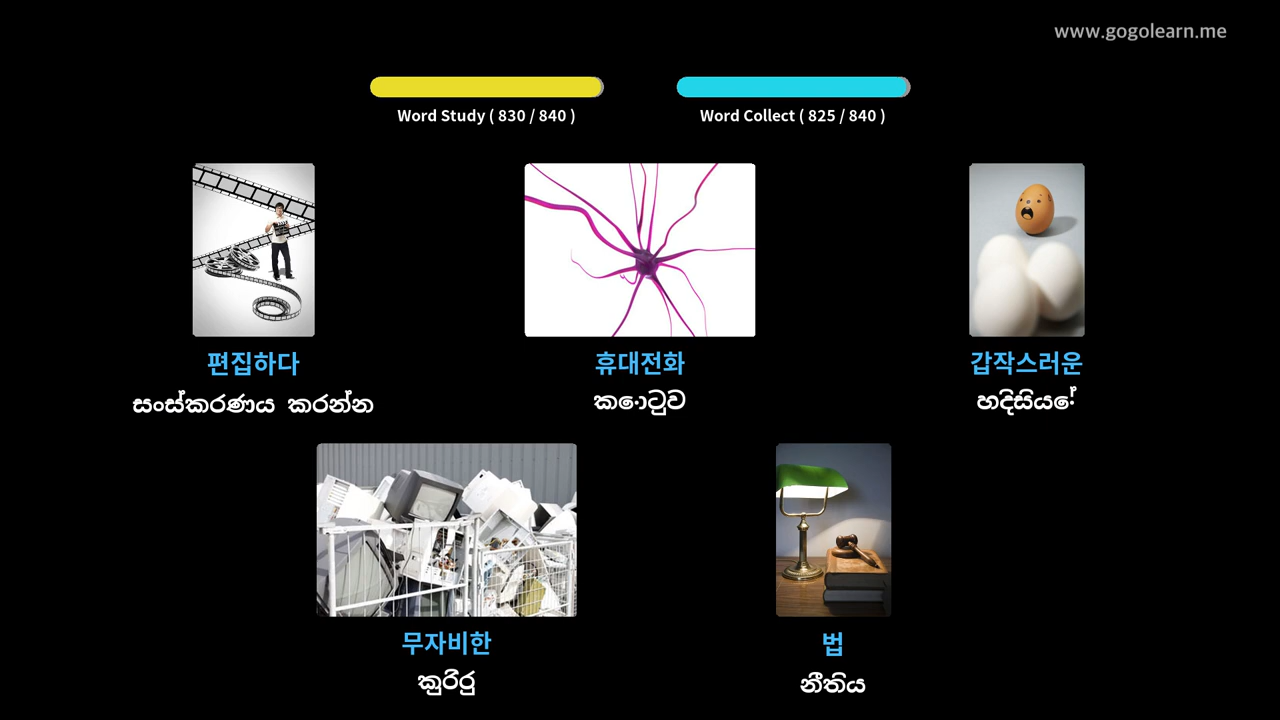 www.gogolearn.me
Word Study ( 830 / 840 )
Word Collect ( 825 / 840 )
편집하다
휴대전화
갑작스러운
සංස්කරණය කරන්න
කොටුව
හදිසියේ
무자비한
법
කුරිරු
නීතිය